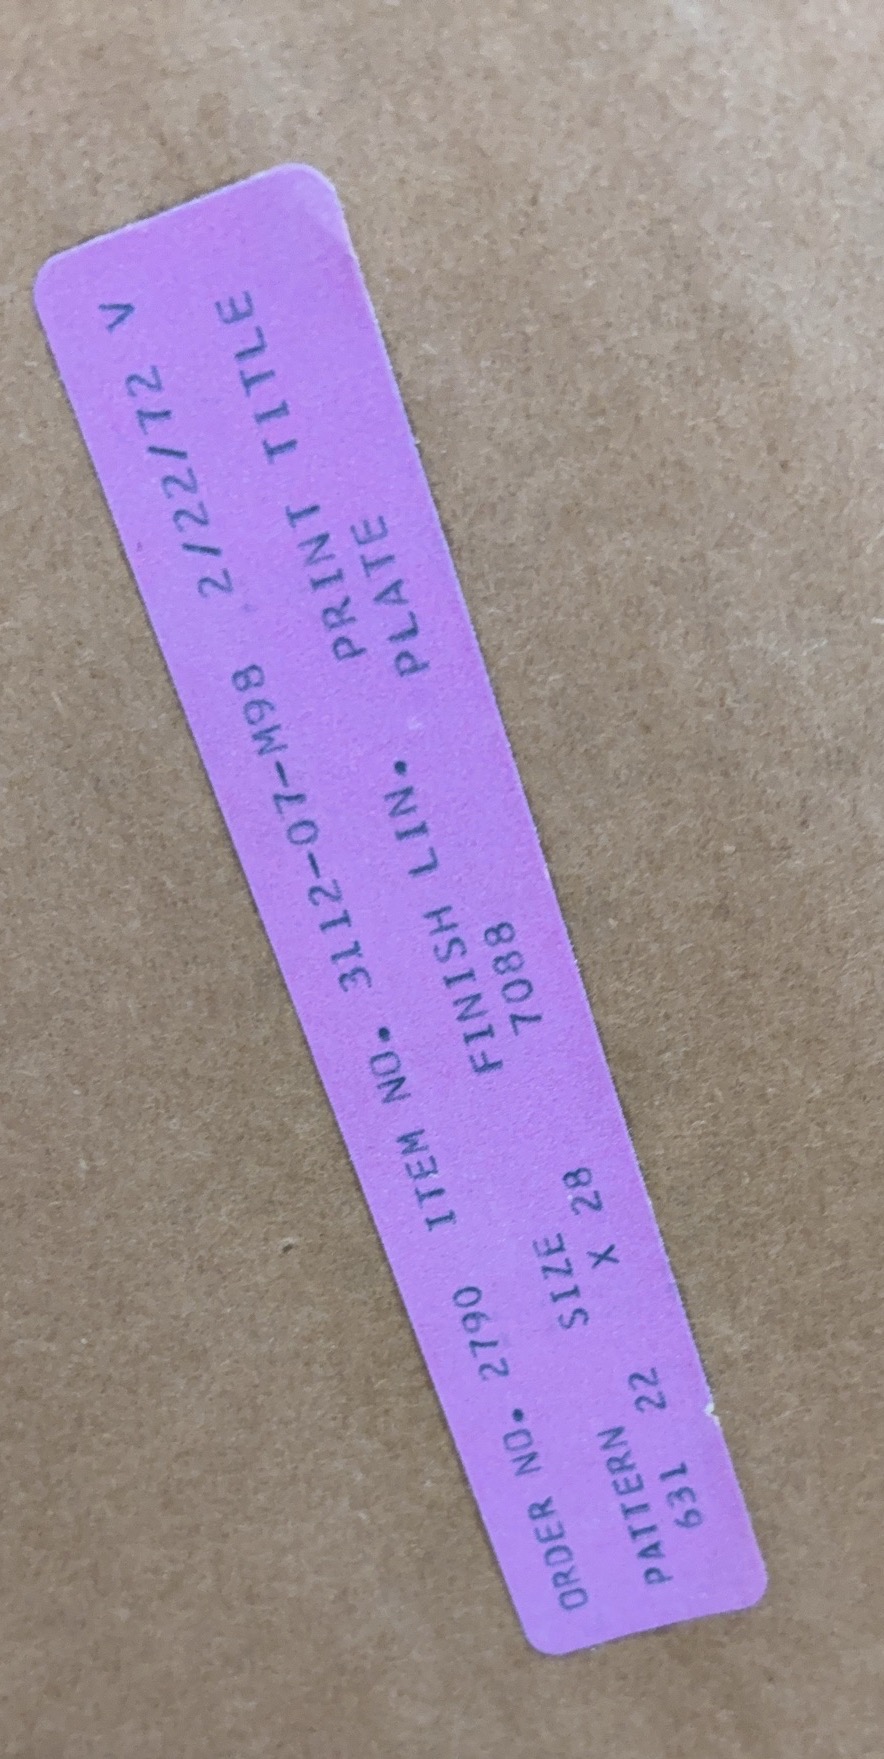 ORDER NO. 2790 ITEM NO. 3112-07-M98 2/22/72 V
PATTERN SIZE FINISH LIN. PRINT TITLE
631 22 X 28 7088 PLATE